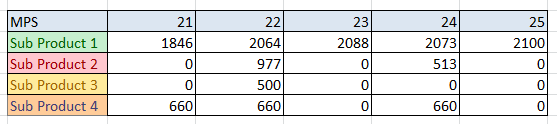 MPS 21 22 23 24 25
Sub Product 1 1846 2064 2088 2073 2100
Sub Product 2 0 977 0 513 0
Sub Product 3 0 500 0 0 0
Sub Product 4 660 660 0 660 0